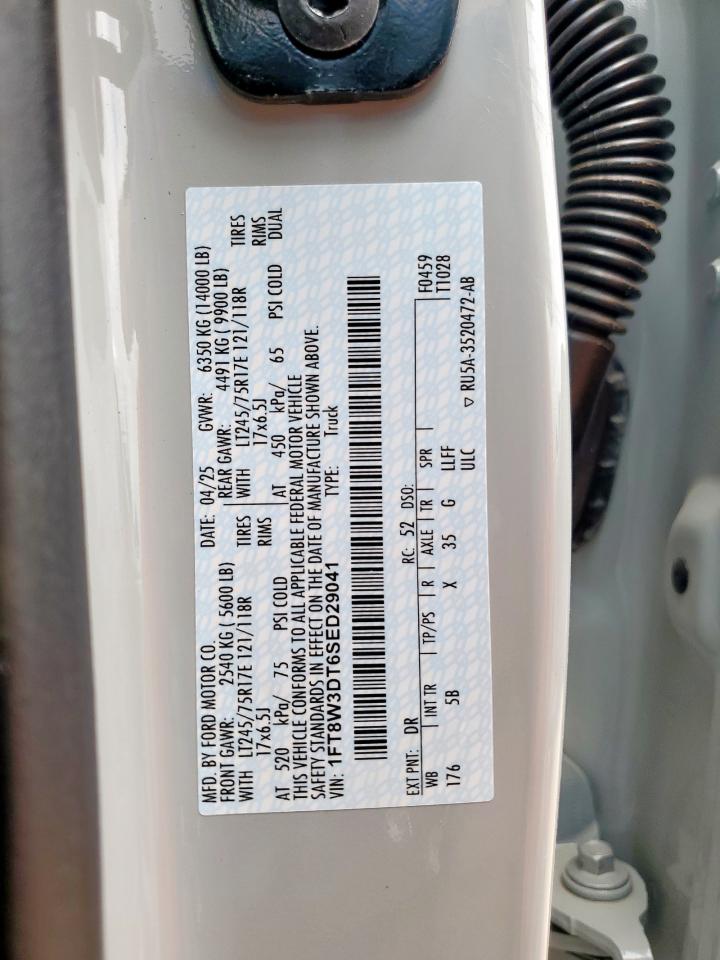 MFD. BY FORD MOTOR CO.
DATE: 04/25 GVWR: 6350 KG (14000 LB)
FRONT GAWR: 2540 KG ( 5600 LB)
REAR GAWR: 4491 KG ( 9900 LB)
WITH LT245/75R17E 121/118R TIRES
WITH LT245/75R17E 121/118R TIRES
17x6.5J RIMS
17x6.5J RIMS
AT 520 kPa/ 75 PSI COLD
AT 450 kPa/ 65 PSI COLD DUAL
THIS VEHICLE CONFORMS TO ALL APPLICABLE FEDERAL MOTOR VEHICLE
SAFETY STANDARDS IN EFFECT ON THE DATE OF MANUFACTURE SHOWN ABOVE.
VIN: 1FT8W3DT6SED29041
TYPE: Truck
F0459
T1028
EXT PNT: DR RC: 52 DSO:
WB INT TR TP/PS R AXLE TR SPR
176 5B X 35 G LLFF
ULC
▽ RU5A-3520472-AB